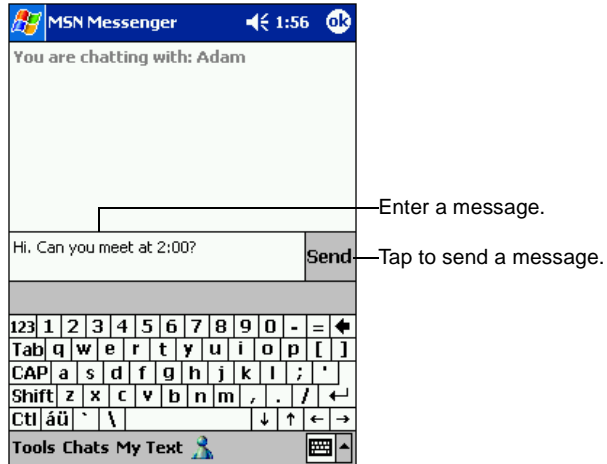 MSN Messenger 1:56 ok
You are chatting with: Adam
Enter a message.
Hi. Can you meet at 2:00?
Send
Tap to send a message.
123 1 2 3 4 5 6 7 8 9 0 - = 🡄
Tab q w e r t y u i o p [ ]
CAP a s d f g h j k l ; '
Shift z x c v b n m , . / ↵
Ctl áü ` \ ↓ ↑ ← →
Tools Chats My Text